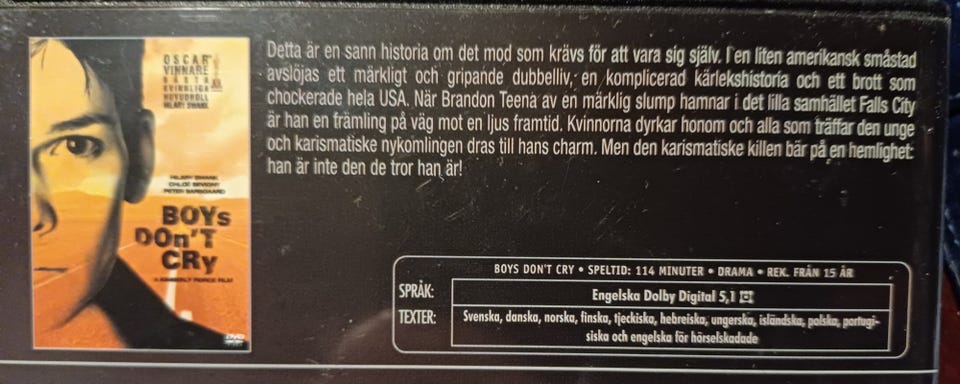 OSCAR
VINNARE
BÄSTA
KVINNLIGA
HUVUDROLL
HILARY SWANK
HILARY SWANK
CHLOË SEVIGNY
PETER SARSGAARD
BOYS
DON'T
CRY
A KIMBERLY PEIRCE FILM
DVD
Detta är en sann historia om det mod som krävs för att vara sig själv. I en liten amerikansk småstad
avslöjas ett märkligt och gripande dubbelliv, en komplicerad kärlekshistoria och ett brott som
chockerade hela USA. När Brandon Teena av en märklig slump hamnar i det lilla samhället Falls City
är han en främling på väg mot en ljus framtid. Kvinnorna dyrkar honom och alla som träffar den unge
och karismatiske nykomlingen dras till hans charm. Men den karismatiske killen bär på en hemlighet:
han är inte den de tror han är!
BOYS DON'T CRY • SPELTID: 114 MINUTER • DRAMA • REK. FRÅN 15 ÅR
SPRÅK: Engelska Dolby Digital 5,1
TEXTER: Svenska, danska, norska, finska, tjeckiska, hebreiska, ungerska, isländska, polska, portugi-
siska och engelska för hörselskadade